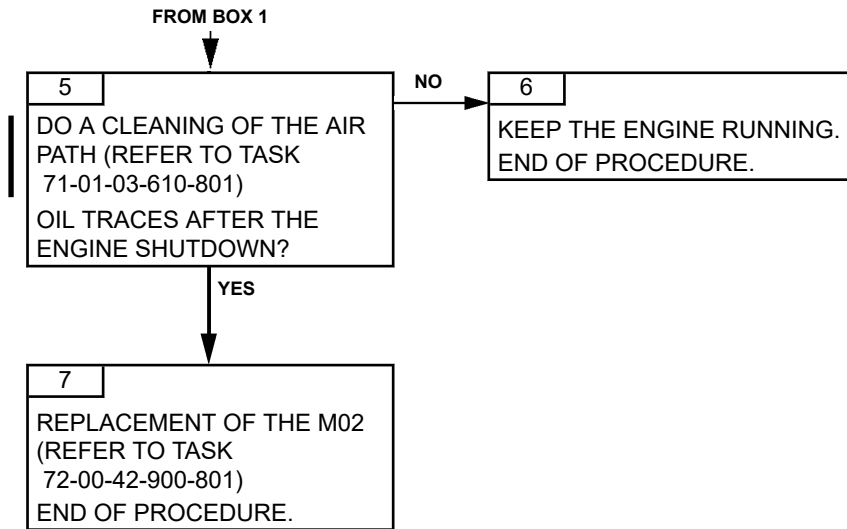 FROM BOX 1
5
DO A CLEANING OF THE AIR
PATH (REFER TO TASK
71-01-03-610-801)
OIL TRACES AFTER THE
ENGINE SHUTDOWN?
NO
6
KEEP THE ENGINE RUNNING.
END OF PROCEDURE.
YES
7
REPLACEMENT OF THE M02
(REFER TO TASK
72-00-42-900-801)
END OF PROCEDURE.